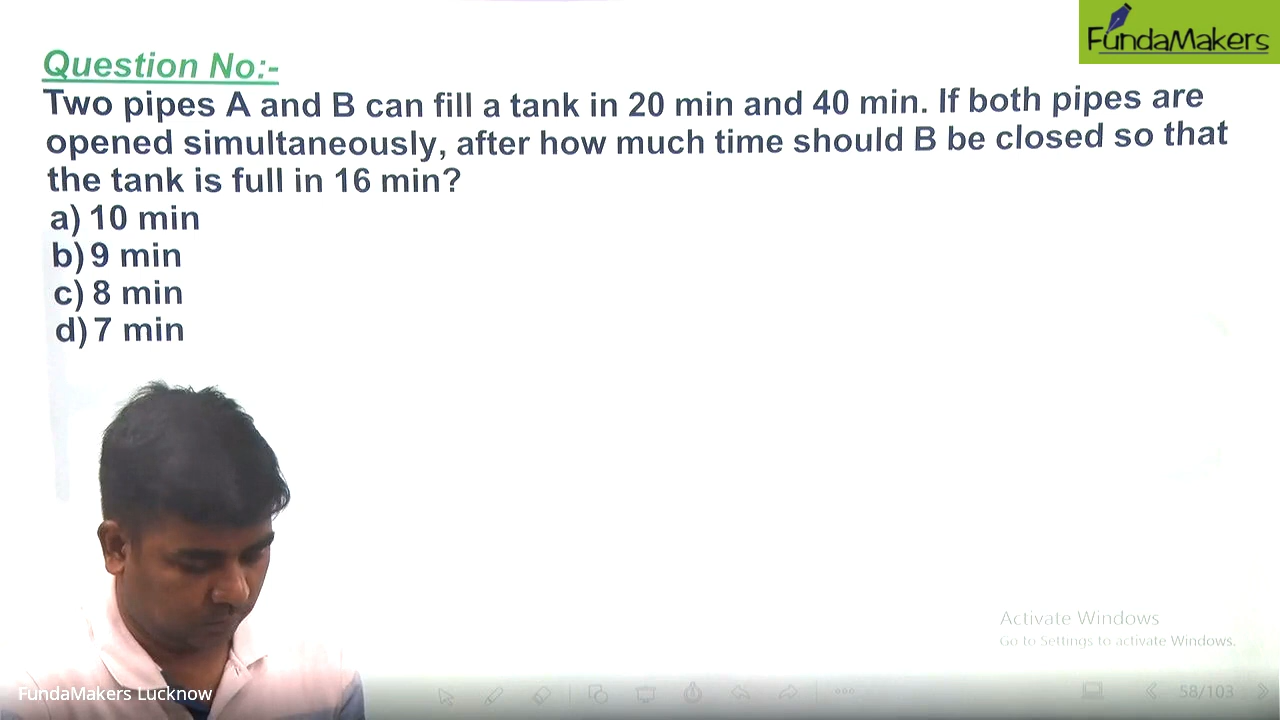 FundaMakers
Question No:-
Two pipes A and B can fill a tank in 20 min and 40 min. If both pipes are
opened simultaneously, after how much time should B be closed so that
the tank is full in 16 min?
a) 10 min
b) 9 min
c) 8 min
d) 7 min
Activate Windows
Go to Settings to activate Windows.
FundaMakers Lucknow
58/103